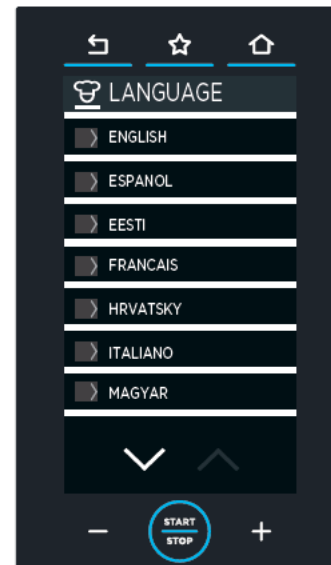 LANGUAGE
ENGLISH
ESPANOL
EESTI
FRANCAIS
HRVATSKY
ITALIANO
MAGYAR
START
STOP